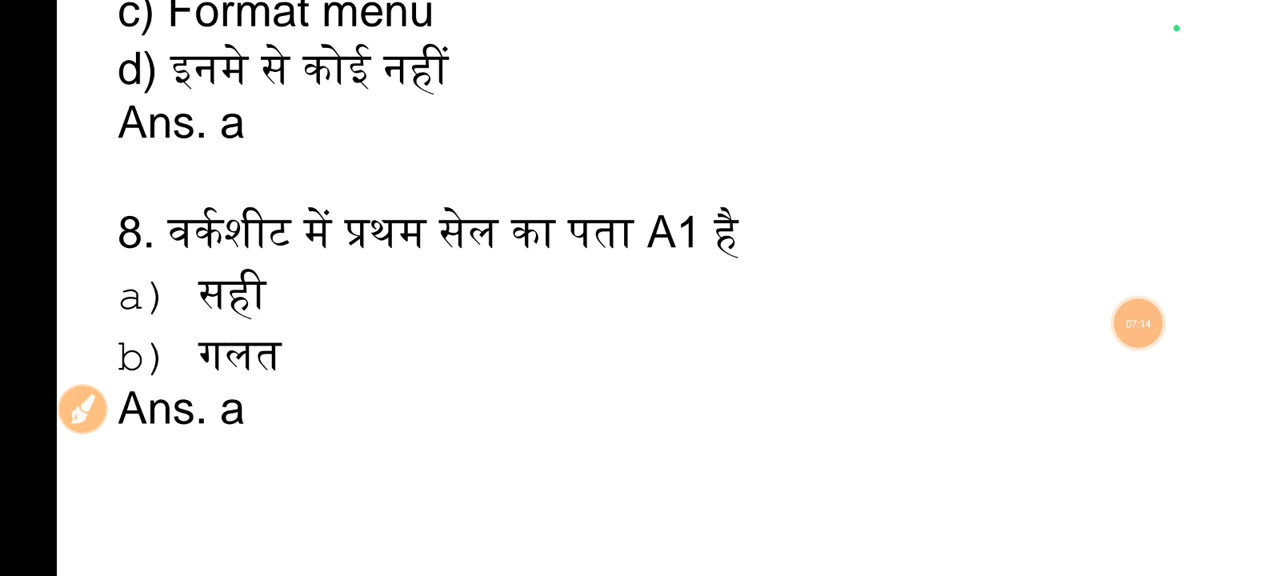 c) Format menu
d) इनमे से कोई नहीं
Ans. a
8. वर्कशीट में प्रथम सेल का पता A1 है
a) सही
b) गलत
Ans. a
07:14